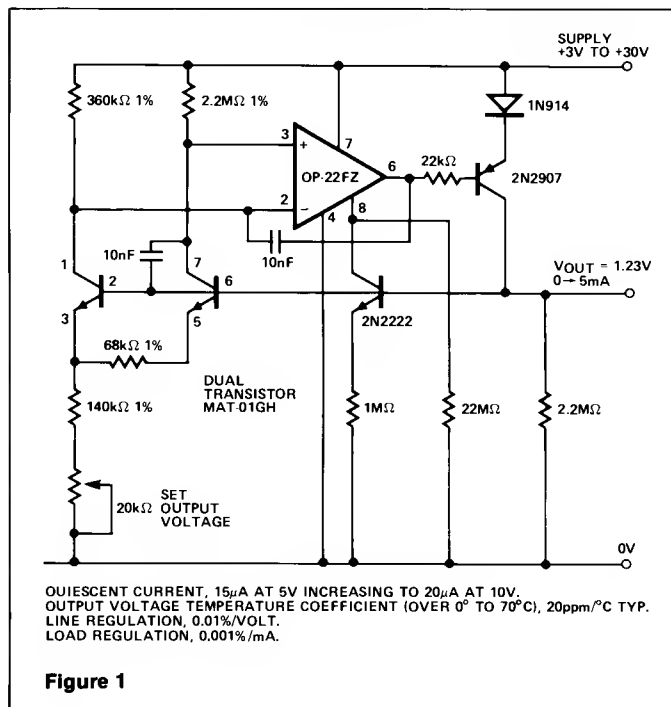 SUPPLY
+3V TO +30V
360kΩ 1%
2.2MΩ 1%
1N914
3
+
7
OP-22FZ
6
22kΩ
2N2907
2
−
8
4
10nF
10nF
1
2
7
6
VOUT = 1.23V
0 → 5mA
3
5
2N2222
68kΩ 1%
DUAL
TRANSISTOR
MAT-01GH
140kΩ 1%
1MΩ
22MΩ
2.2MΩ
20kΩ
SET
OUTPUT
VOLTAGE
0V
QUIESCENT CURRENT, 15μA AT 5V INCREASING TO 20μA AT 10V.
OUTPUT VOLTAGE TEMPERATURE COEFFICIENT (OVER 0° TO 70°C), 20ppm/°C TYP.
LINE REGULATION, 0.01%/VOLT.
LOAD REGULATION, 0.001%/mA.
Figure 1